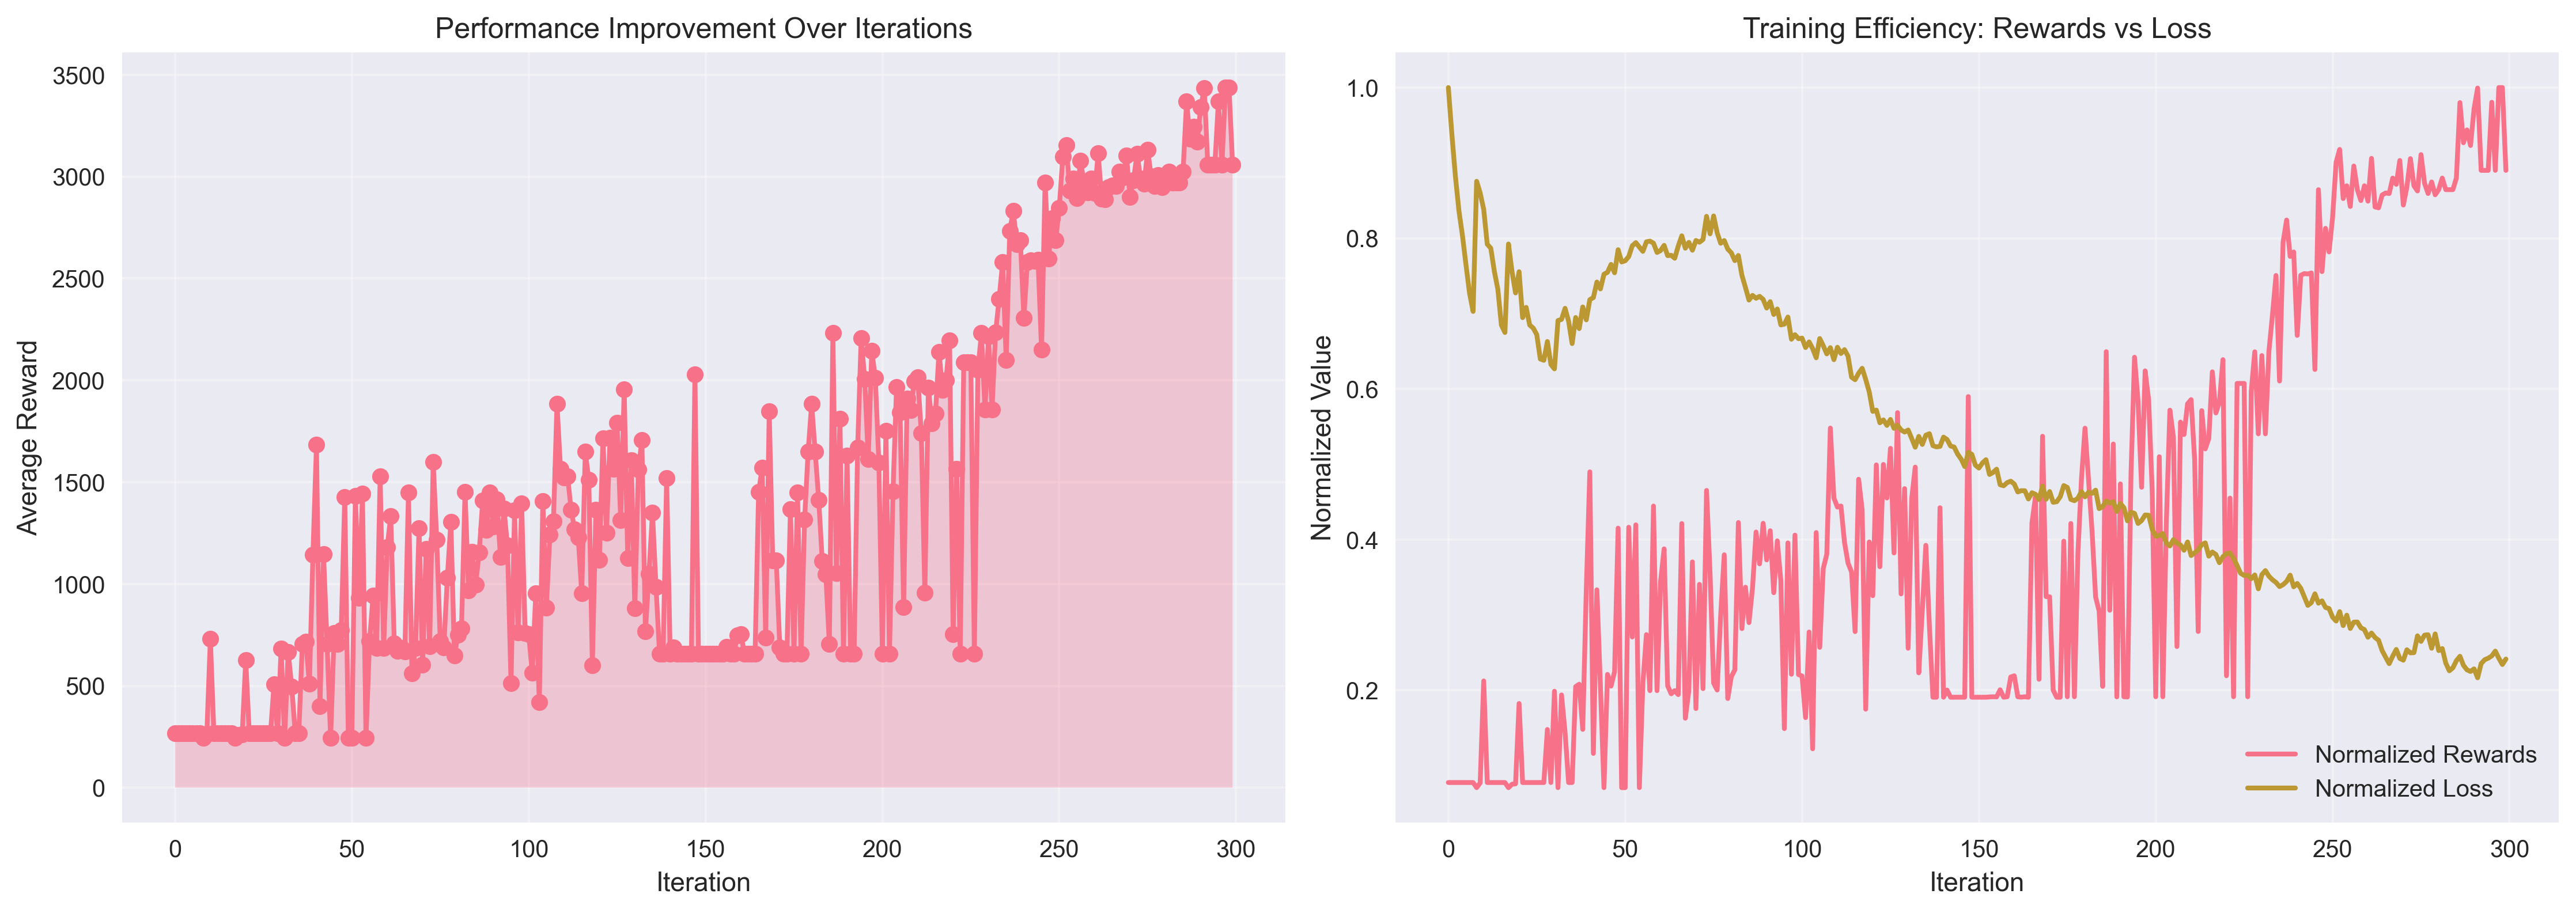 Performance Improvement Over Iterations
Average Reward
3500
3000
2500
2000
1500
1000
500
0
0 50 100 150 200 250 300
Iteration
Training Efficiency: Rewards vs Loss
Normalized Value
1.0
0.8
0.6
0.4
0.2
Normalized Rewards
Normalized Loss
0 50 100 150 200 250 300
Iteration